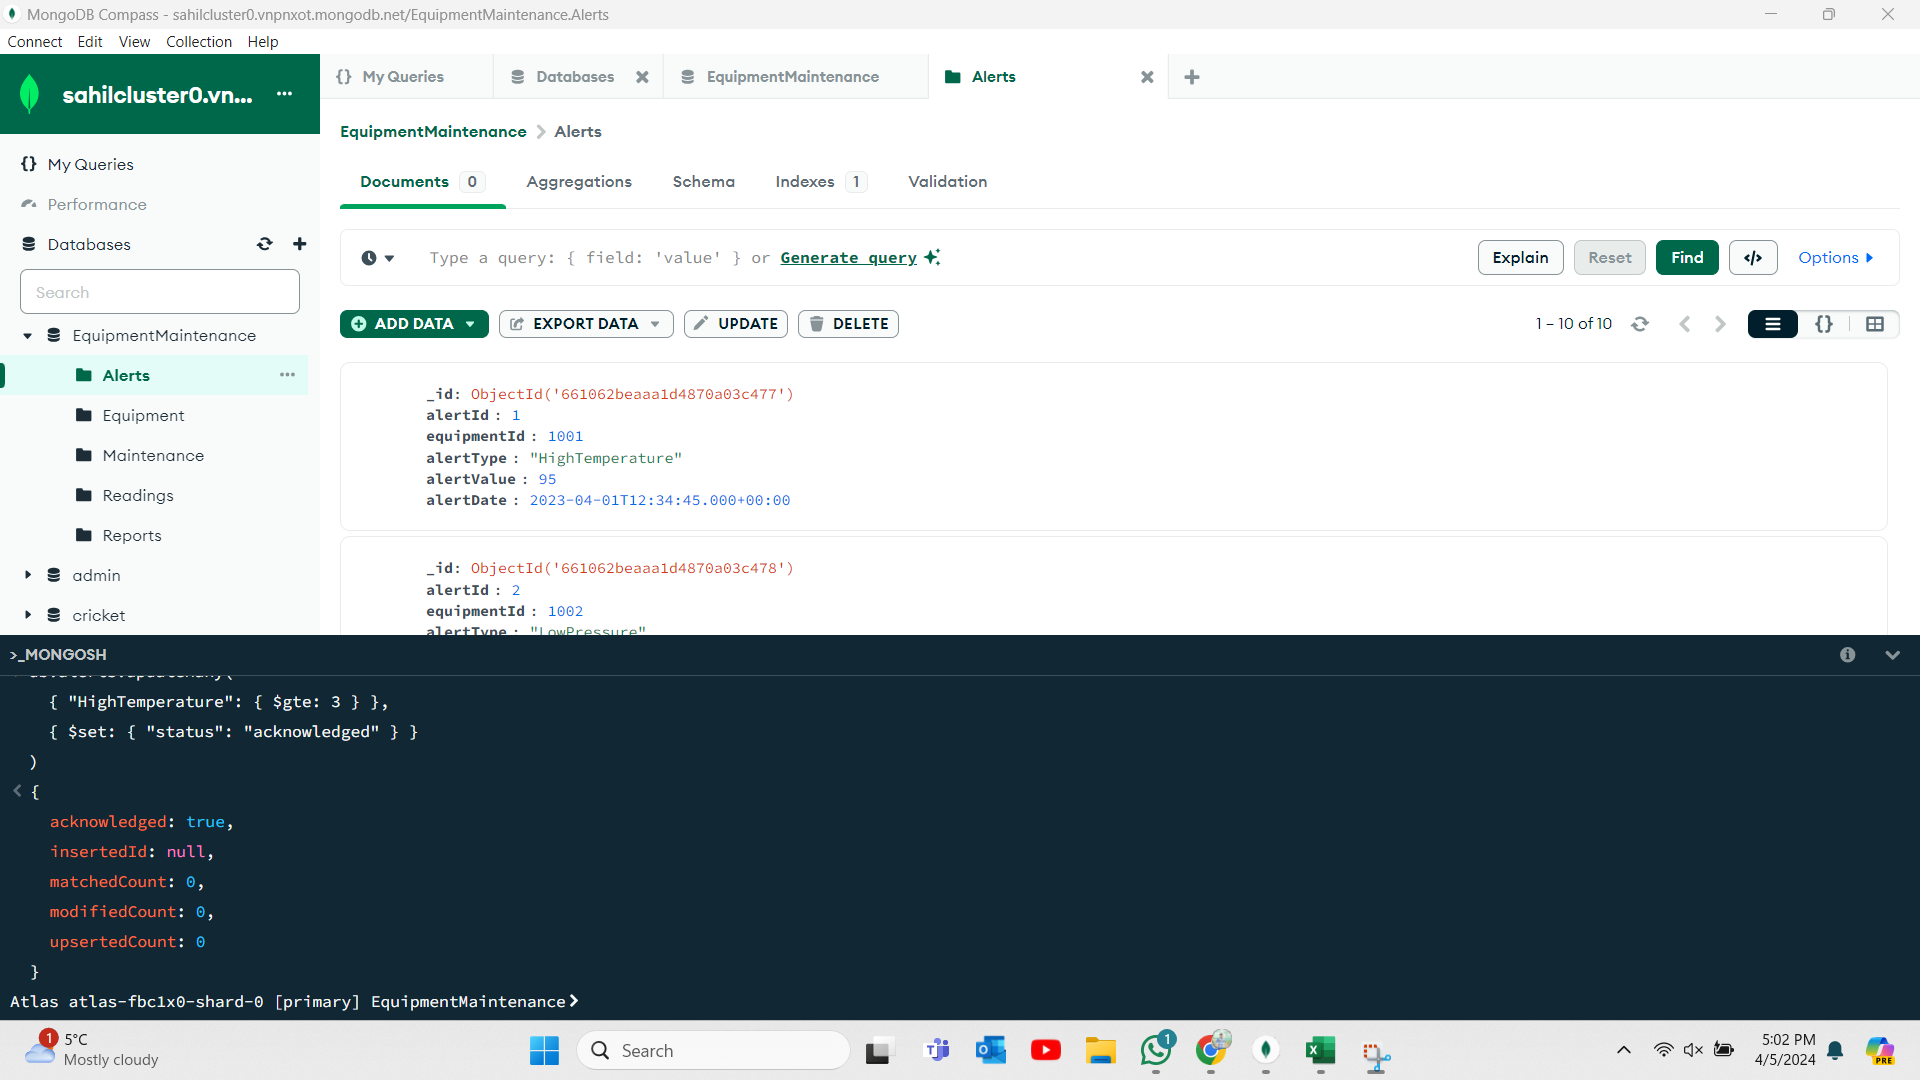 MongoDB Compass - sahilcluster0.vnpnxot.mongodb.net/EquipmentMaintenance.Alerts
Connect Edit View Collection Help
sahilcluster0.vn... ...
{} My Queries
Performance
Databases
Search
EquipmentMaintenance
Alerts ...
Equipment
Maintenance
Readings
Reports
admin
cricket
{} My Queries
Databases
EquipmentMaintenance
Alerts
EquipmentMaintenance > Alerts
Documents 0 Aggregations Schema Indexes 1 Validation
Type a query: { field: 'value' } or Generate query
Explain Reset Find </> Options
ADD DATA EXPORT DATA UPDATE DELETE
1 – 10 of 10 {}
_id: ObjectId('661062beaaa1d4870a03c477')
alertId : 1
equipmentId : 1001
alertType : "HighTemperature"
alertValue : 95
alertDate : 2023-04-01T12:34:45.000+00:00
_id: ObjectId('661062beaaa1d4870a03c478')
alertId : 2
equipmentId : 1002
alertType : "LowPressure"
>_MONGOSH
{ "HighTemperature": { $gte: 3 } },
{ $set: { "status": "acknowledged" } }
)
< {
acknowledged: true,
insertedId: null,
matchedCount: 0,
modifiedCount: 0,
upsertedCount: 0
}
Atlas atlas-fbc1x0-shard-0 [primary] EquipmentMaintenance>
1
5°C
Mostly cloudy
Search
1
5:02 PM
4/5/2024
PRE